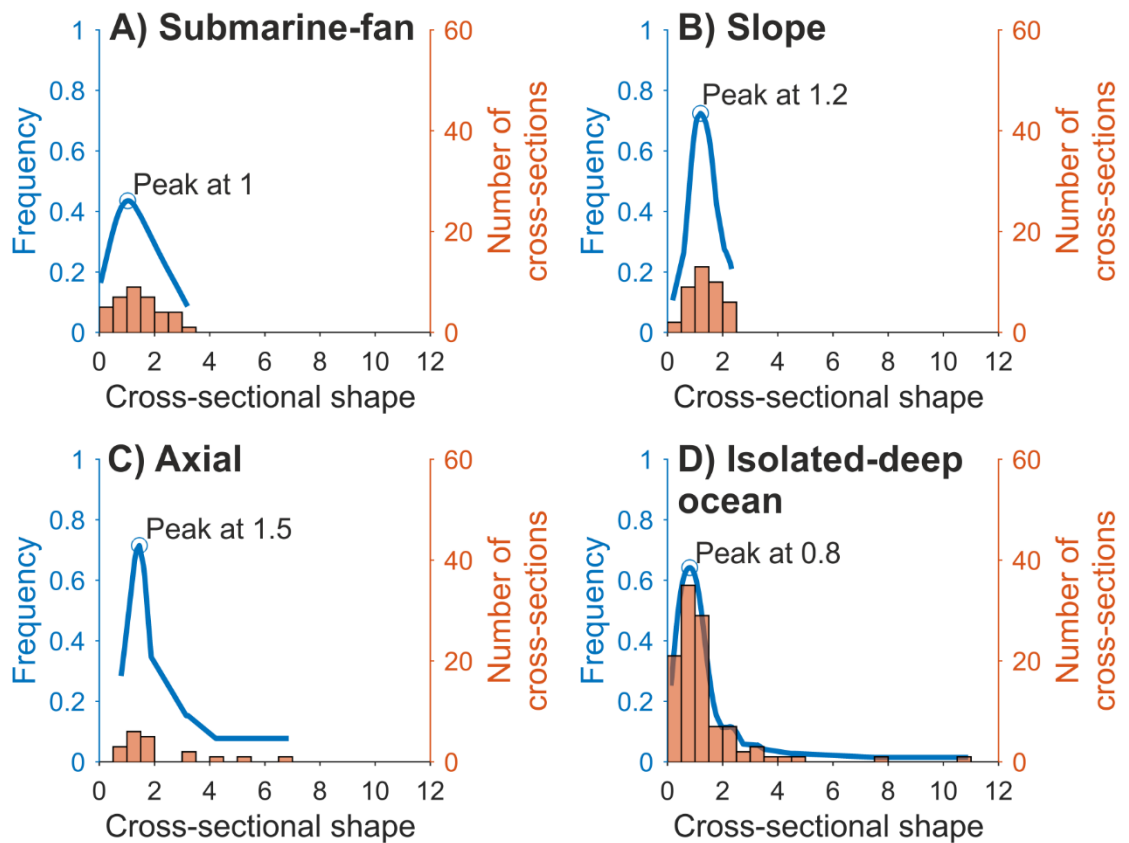 A) Submarine-fan
1
0.8
0.6
0.4
0.2
0
Frequency
Peak at 1
60
40
20
0
Number of
cross-sections
0 2 4 6 8 10 12
Cross-sectional shape
B) Slope
1
0.8
0.6
0.4
0.2
0
Frequency
Peak at 1.2
60
40
20
0
Number of
cross-sections
0 2 4 6 8 10 12
Cross-sectional shape
C) Axial
1
0.8
0.6
0.4
0.2
0
Frequency
Peak at 1.5
60
40
20
0
Number of
cross-sections
0 2 4 6 8 10 12
Cross-sectional shape
D) Isolated-deep
ocean
1
0.8
0.6
0.4
0.2
0
Frequency
Peak at 0.8
60
40
20
0
Number of
cross-sections
0 2 4 6 8 10 12
Cross-sectional shape